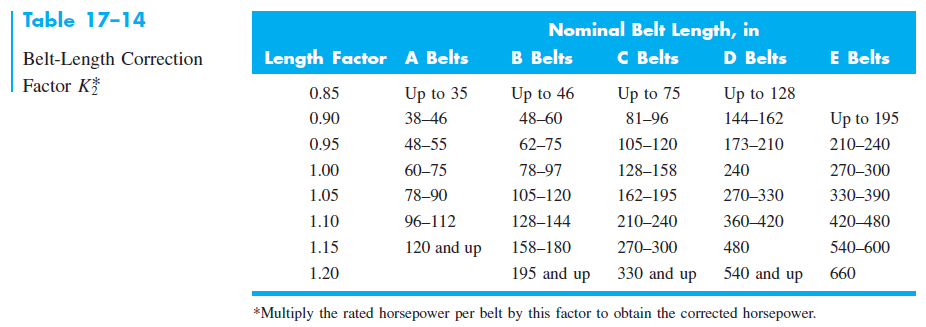 Table 17–14
Belt-Length Correction
Factor K₂*
Nominal Belt Length, in
Length Factor A Belts B Belts C Belts D Belts E Belts
0.85 Up to 35 Up to 46 Up to 75 Up to 128
0.90 38–46 48–60 81–96 144–162 Up to 195
0.95 48–55 62–75 105–120 173–210 210–240
1.00 60–75 78–97 128–158 240 270–300
1.05 78–90 105–120 162–195 270–330 330–390
1.10 96–112 128–144 210–240 360–420 420–480
1.15 120 and up 158–180 270–300 480 540–600
1.20 195 and up 330 and up 540 and up 660
*Multiply the rated horsepower per belt by this factor to obtain the corrected horsepower.